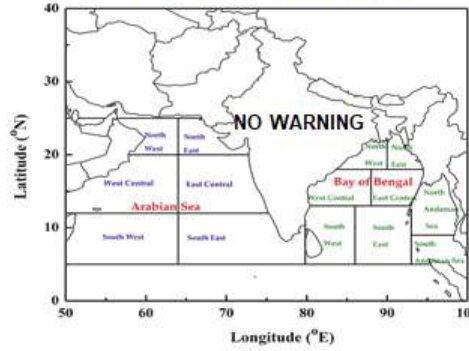 40
30
20
10
0
50
60
70
80
90
100
Latitude (°N)
Longitude (°E)
NO WARNING
North
West
North
East
West Central
East Central
Arabian Sea
South West
South East
North
West
North
East
Bay of Bengal
West Central
East Central
South
West
South
East
North
Andaman
Sea
South
Andaman Sea